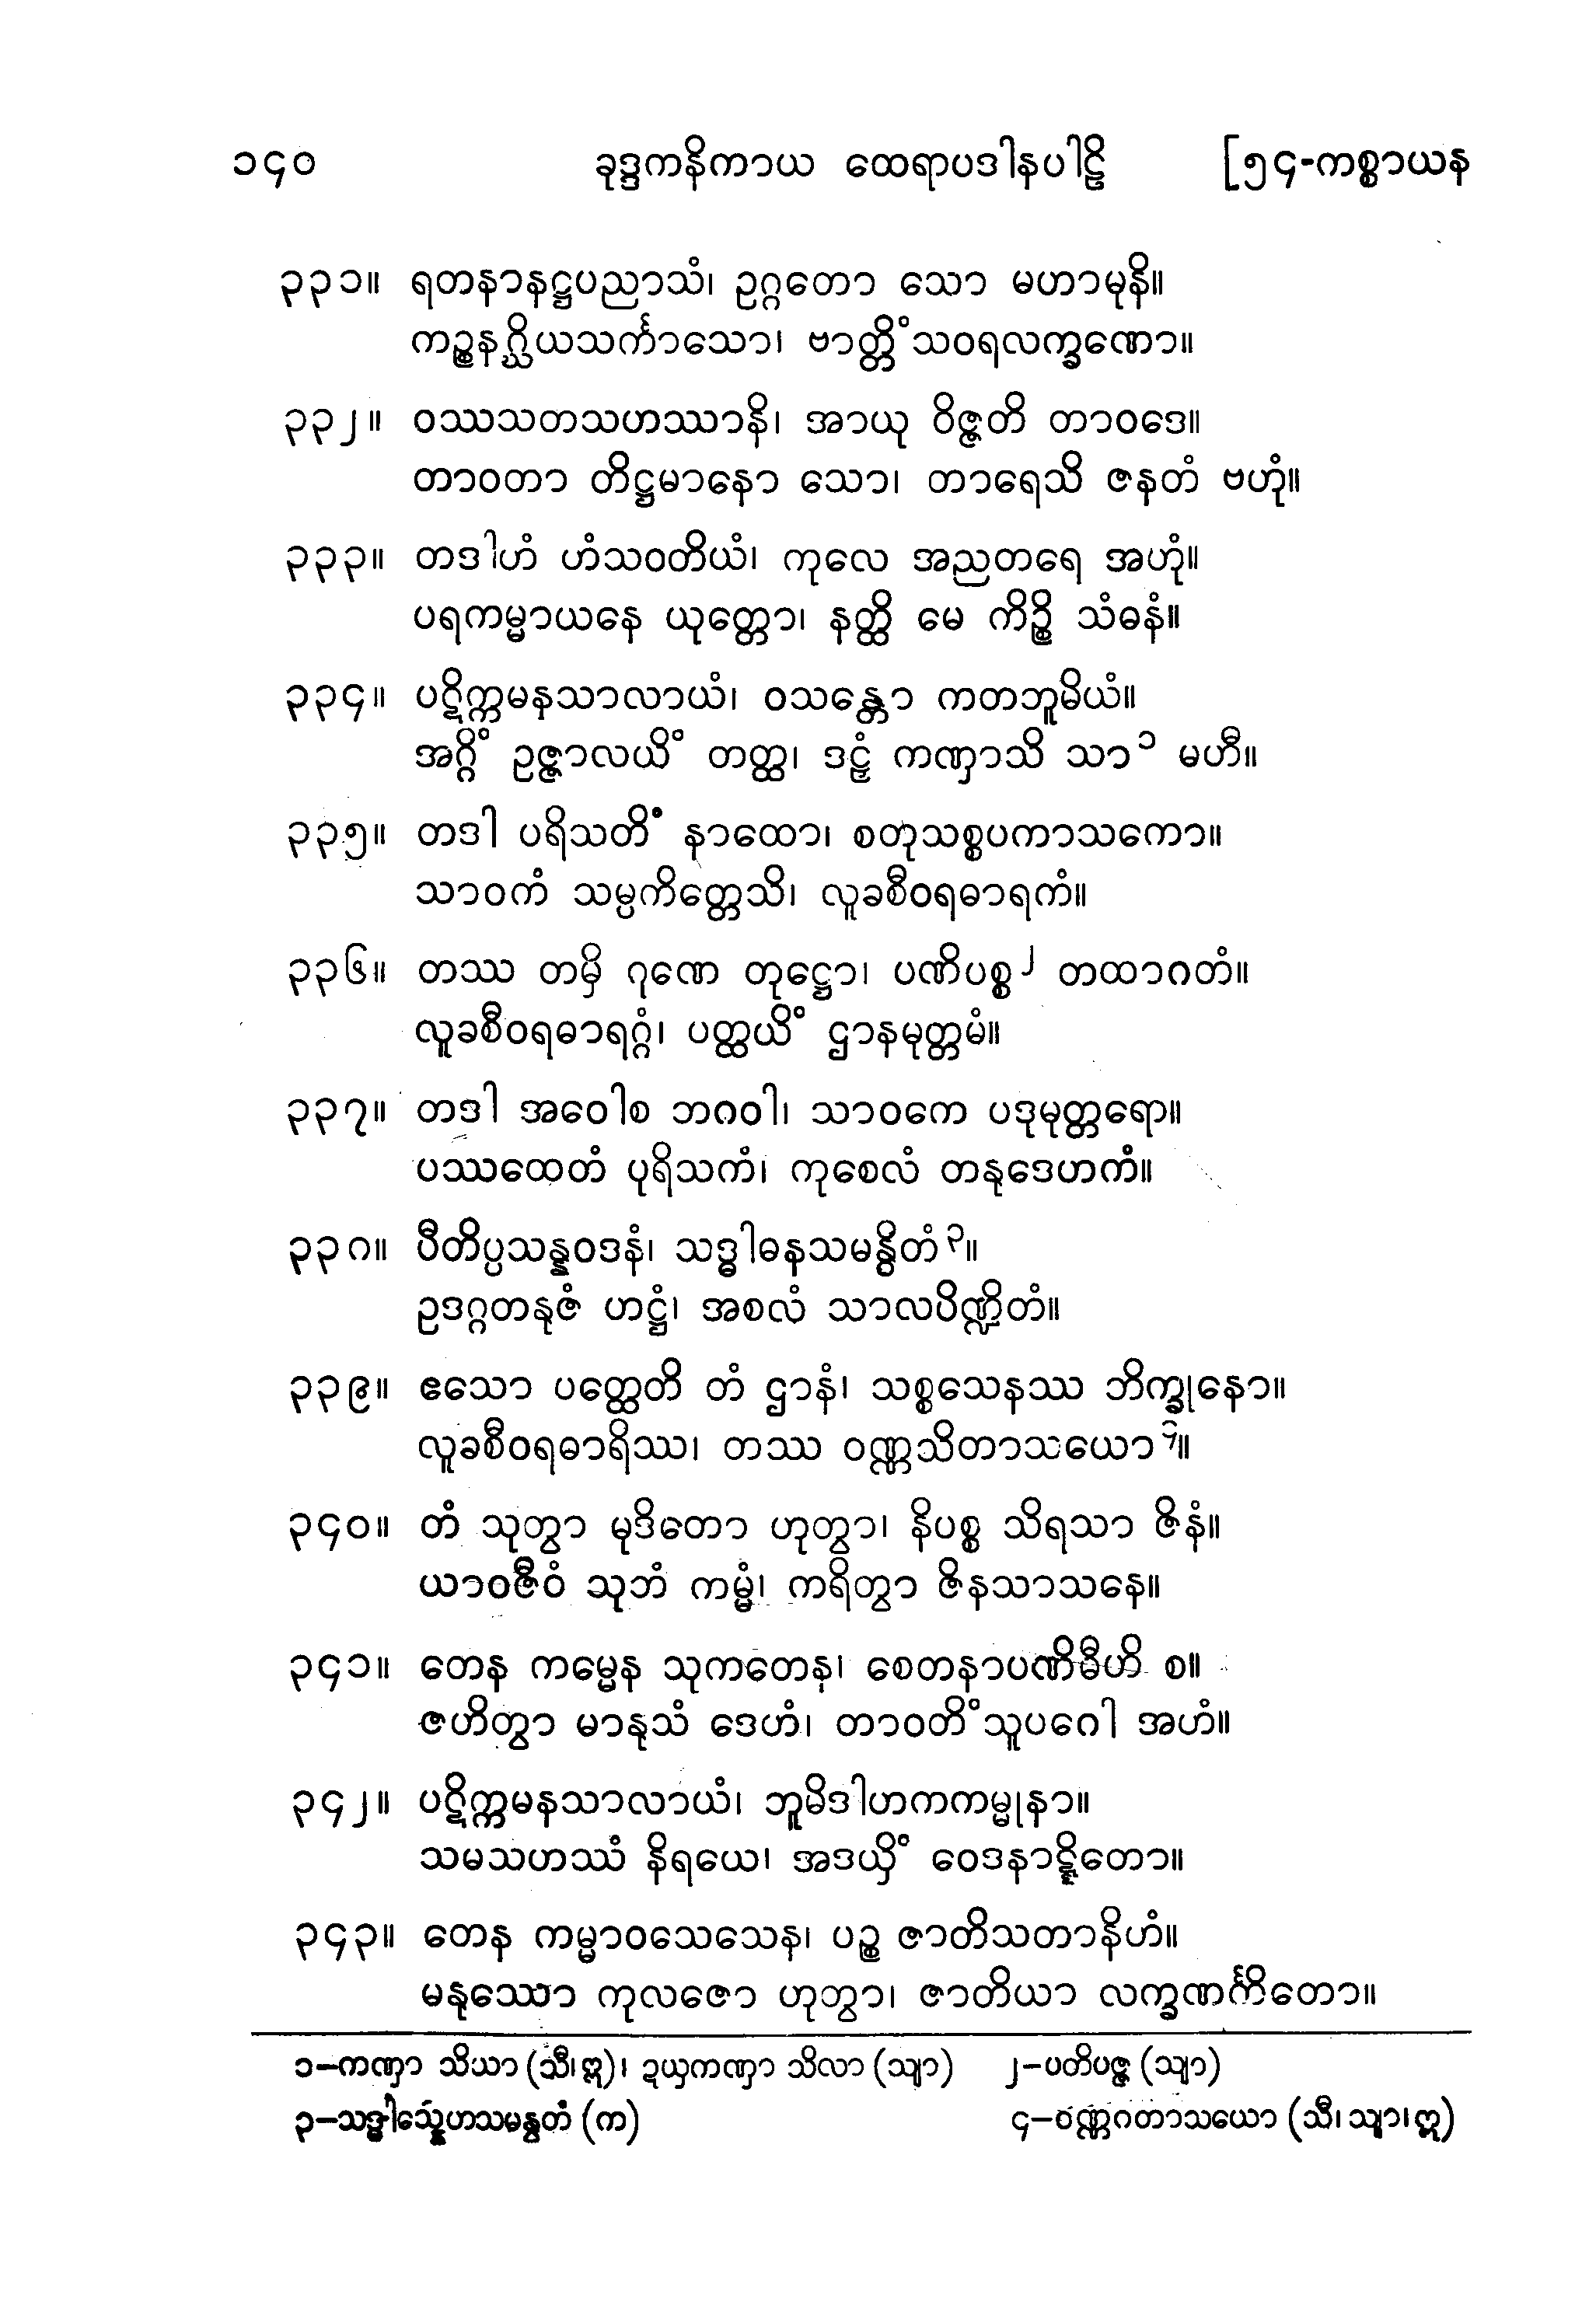 ၁၄၀ ခုဒ္ဒကနိကာယ ထေရာပဒါနပါဠိ [၅၄-ကစ္စာယန
၃၃၁။ ရတနာနဋ္ဌပညာသံ၊ ဥဂ္ဂတော သော မဟာမုနိ။
ကဉ္စနဂ္ဃိယသင်္ကာသော၊ ဗာတ္တိံသဝရလက္ခဏော။
၃၃၂။ ဝဿသတသဟဿာနိ၊ အာယု ဝိဇ္ဇတိ တာဝဒေ။
တာဝတာ တိဋ္ဌမာနော သော၊ တာရေသိ ဇနတံ ဗဟုံ။
၃၃၃။ တဒါဟံ ဟံသဝတိယံ၊ ကုလေ အညတရေ အဟုံ။
ပရကမ္မာယနေ ယုတ္တော၊ နတ္ထိ မေ ကိဉ္စိ သံဓနံ။
၃၃၄။ ပဋိက္ကမနသာလာယံ၊ ဝသန္တော ကတဘူမိယံ။
အဂ္ဂိံ ဥဇ္ဇာလယိံ တတ္ထ၊ ဒဠှံ ကဏှာသိ သာ၁ မဟီ။
၃၃၅။ တဒါ ပရိသတိံ နာထော၊ စတုသစ္စပကာသကော။
သာဝကံ သမ္ပကိတ္တေသိ၊ လူခစီဝရဓာရကံ။
၃၃၆။ တဿ တမှိ ဂုဏေ တုဋ္ဌော၊ ပဏိပစ္စ၂ တထာဂတံ။
လူခစီဝရဓာရဂ္ဂံ၊ ပတ္ထယိံ ဌာနမုတ္တမံ။
၃၃၇။ တဒါ အဝေါစ ဘဂဝါ၊ သာဝကေ ပဒုမုတ္တရော။
ပဿထေတံ ပုရိသကံ၊ ကုစေလံ တနုဒေဟကံ။
၃၃၈။ ပီတိပ္ပသန္နဝဒနံ၊ သဒ္ဓါဓနသမန္ဝိတံ၃။
ဥဒဂ္ဂတနုဇံ ဟဋ္ဌံ၊ အစလံ သာလပိဏ္ဍိတံ။
၃၃၉။ ဧသော ပတ္ထေတိ တံ ဌာနံ၊ သစ္စသေနဿ ဘိက္ခုနော။
လူခစီဝရဓာရိဿ၊ တဿ ဝဏ္ဏသိတာသယော၄။
၃၄၀။ တံ သုတွာ မုဒိတော ဟုတွာ၊ နိပစ္စ သိရသာ ဇိနံ။
ယာဝဇီဝံ သုဘံ ကမ္မံ၊ ကရိတွာ ဇိနသာသနေ။
၃၄၁။ တေန ကမ္မေန သုကတေန၊ စေတနာပဏိဓီဟိ စ။
ဇဟိတွာ မာနုသံ ဒေဟံ၊ တာဝတိံသူပဂေါ အဟံ။
၃၄၂။ ပဋိက္ကမနသာလာယံ၊ ဘူမိဒါဟကကမ္မုနာ။
သမသဟဿံ နိရယေ၊ အဒယှိံ ဝေဒနာဋ္ဋိတော။
၃၄၃။ တေန ကမ္မာဝသေသေန၊ ပဉ္စ ဇာတိသတာနိဟံ။
မနုဿော ကုလဇော ဟုတွာ၊ ဇာတိယာ လက္ခဏင်္ကိတော။
၁–ကဏှာ သိယာ (သီ၊ဣ)၊ ဍယှကဏှာ သိလာ (သျာ) ၂–ပတိပဇ္ဇ (သျာ)
၃–သဒ္ဓါသ္နေဟသမန္ဝတံ (က) ၄–ဝဏ္ဏဂတာသယော (သီ၊ သျာ၊ဣ)